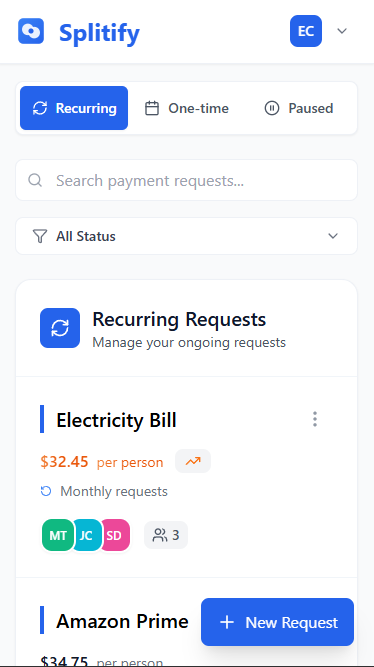 Splitify
EC
Recurring
One-time
Paused
Search payment requests...
All Status
Recurring Requests
Manage your ongoing requests
Electricity Bill
$32.45 per person
Monthly requests
MT JC SD 3
Amazon Prime
New Request
$34.75 per person